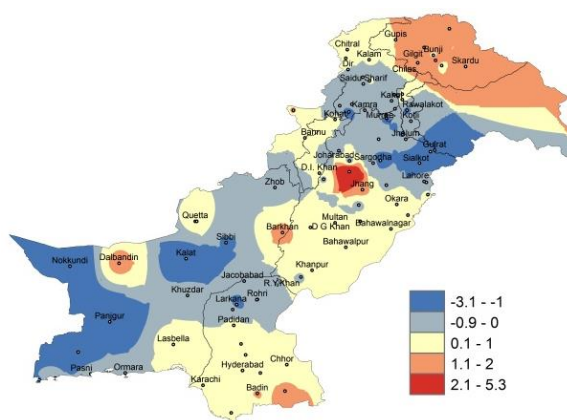 Gupis
Chitral
Kalam
Gilgit
Bunji
Dir
Chilas
Skardu
Saidu Sharif
Kakul
Kamra
Rawalakot
Kohat
Murree
Kotli
Bannu
Jhelum
Gujrat
Joharabad
Sargodha
Sialkot
D.I. Khan
Jhang
Lahore
Zhob
Okara
Quetta
Multan
Barkhan
D G Khan
Bahawalnagar
Sibbi
Bahawalpur
Nokkundi
Dalbandin
Kalat
Khanpur
Jacobabad
R.Y.Khan
Khuzdar
Larkana
Rohri
Panjgur
Padidan
Lasbella
Chhor
Pasni
Ormara
Hyderabad
Karachi
Badin
-3.1 - -1
-0.9 - 0
0.1 - 1
1.1 - 2
2.1 - 5.3